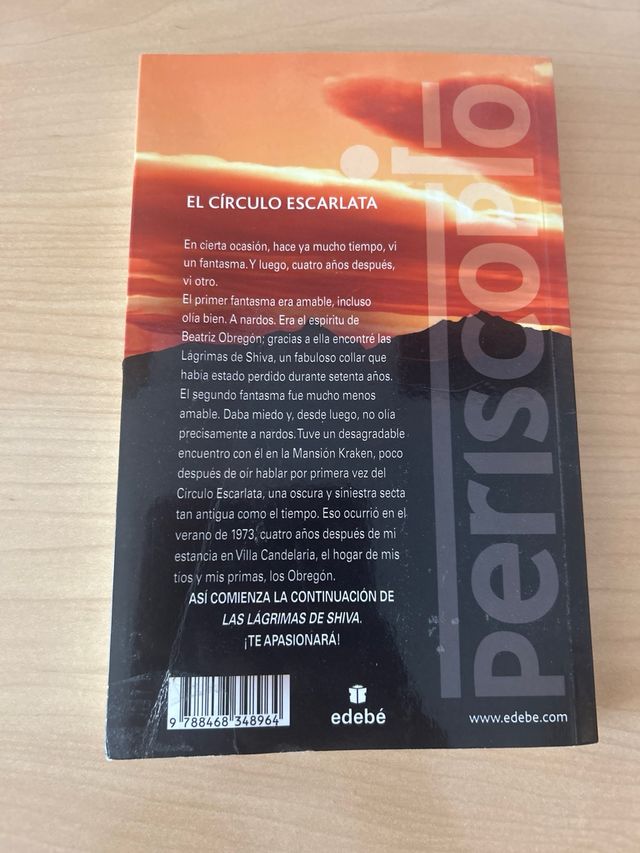 EL CÍRCULO ESCARLATA
En cierta ocasión, hace ya mucho tiempo, vi
un fantasma. Y luego, cuatro años después,
vi otro.
El primer fantasma era amable, incluso
olía bien. A nardos. Era el espíritu de
Beatriz Obregón; gracias a ella encontré las
Lágrimas de Shiva, un fabuloso collar que
había estado perdido durante setenta años.
El segundo fantasma fue mucho menos
amable. Daba miedo y, desde luego, no olía
precisamente a nardos. Tuve un desagradable
encuentro con él en la Mansión Kraken, poco
después de oír hablar por primera vez del
Círculo Escarlata, una oscura y siniestra secta
tan antigua como el tiempo. Eso ocurrió en el
verano de 1973, cuatro años después de mi
estancia en Villa Candelaria, el hogar de mis
tíos y mis primas, los Obregón.
ASÍ COMIENZA LA CONTINUACIÓN DE
LAS LÁGRIMAS DE SHIVA.
¡TE APASIONARÁ!
periscopio
9 788468 348964
edebé
www.edebe.com